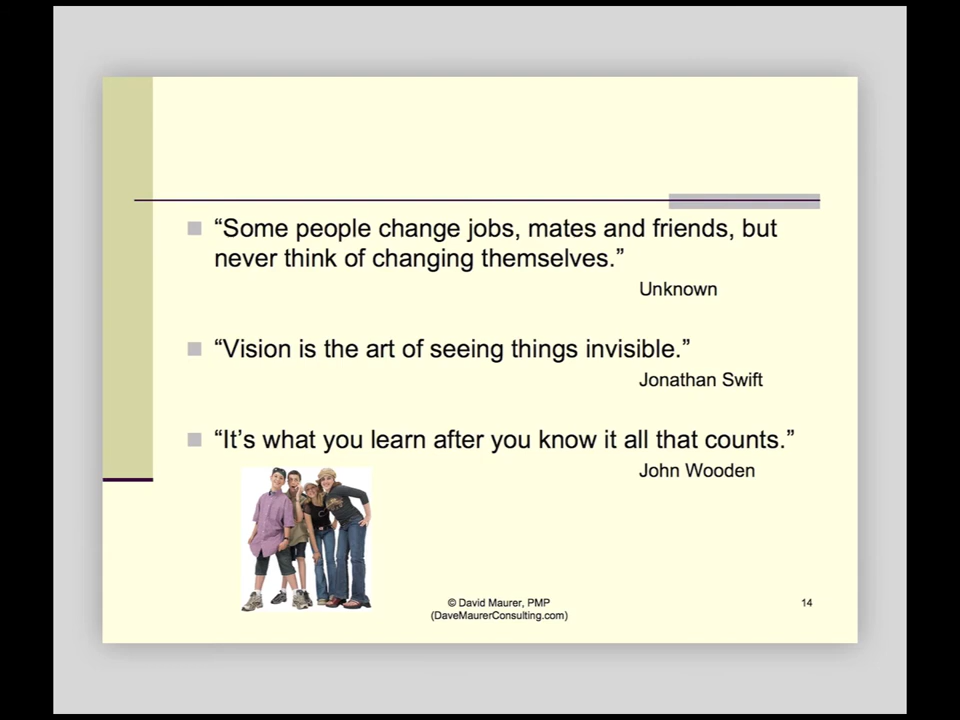 “Some people change jobs, mates and friends, but
never think of changing themselves.”
Unknown
“Vision is the art of seeing things invisible.”
Jonathan Swift
“It’s what you learn after you know it all that counts.”
John Wooden
© David Maurer, PMP
(DaveMaurerConsulting.com)
14